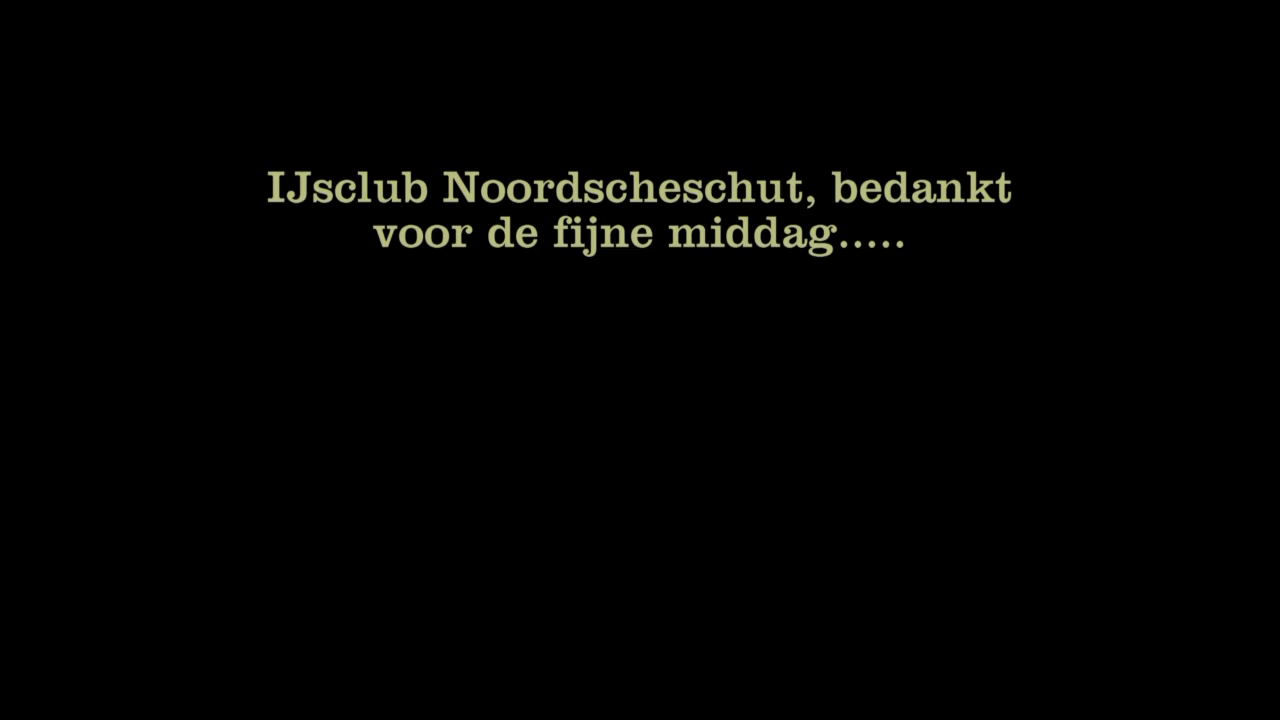 IJsclub Noordscheschut, bedankt
voor de fijne middag.....